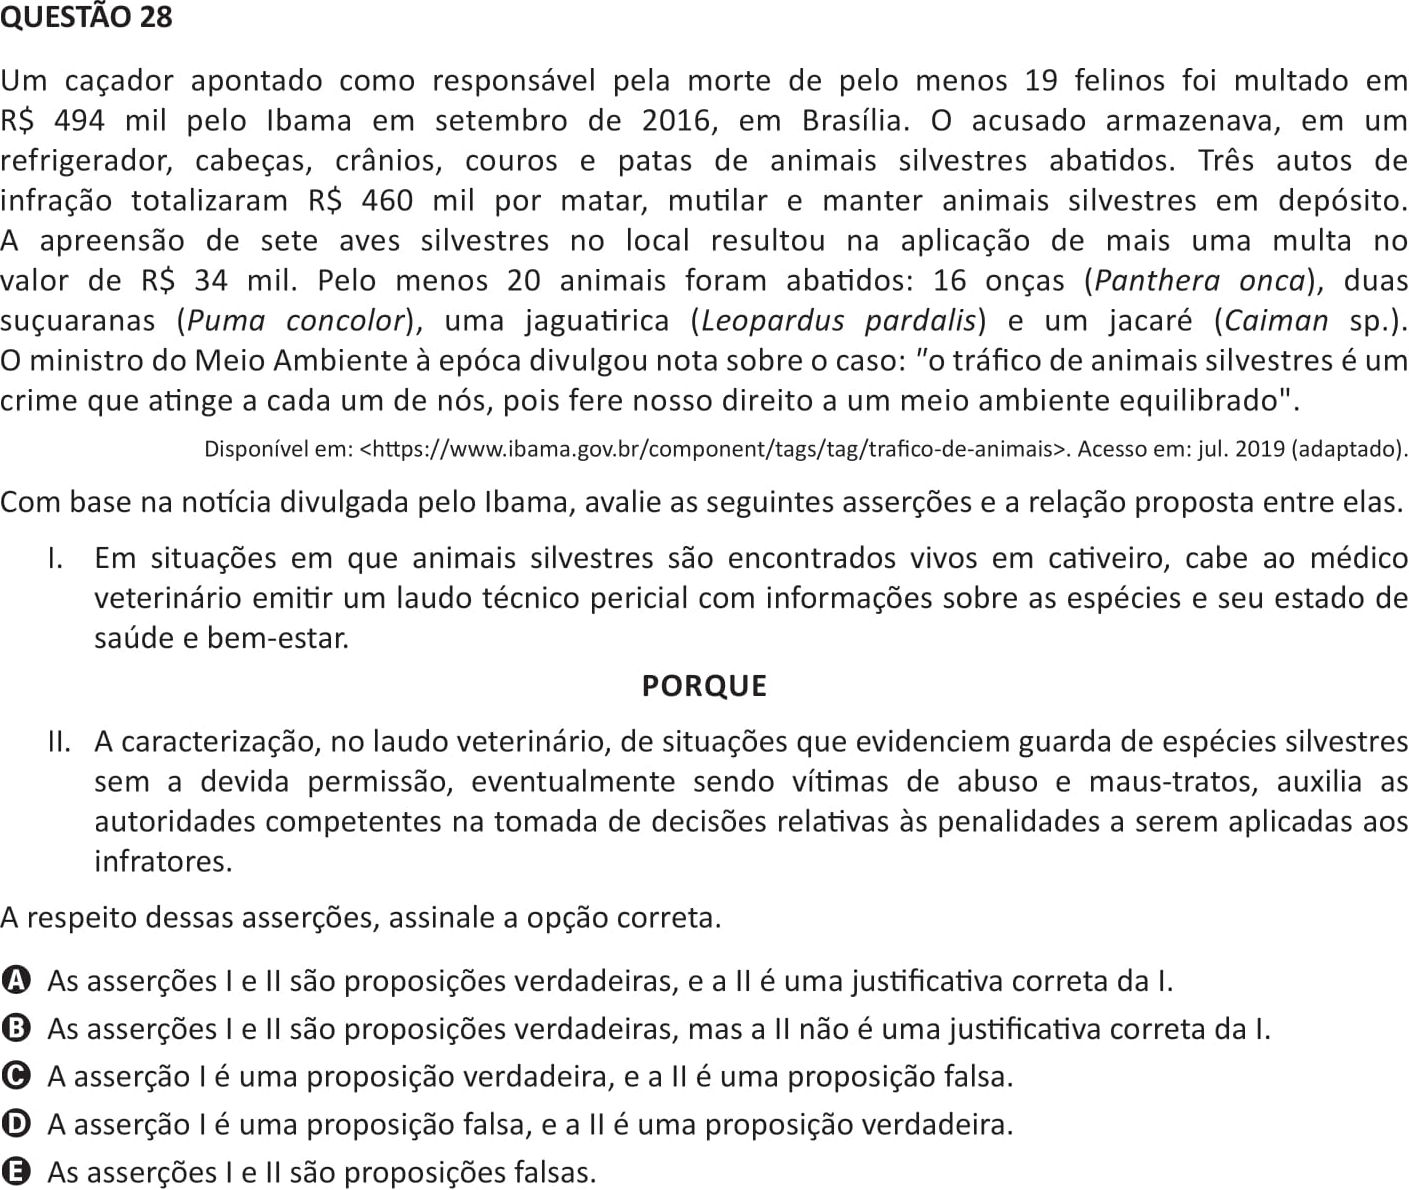 QUESTÃO 28
Um caçador apontado como responsável pela morte de pelo menos 19 felinos foi multado em
R$ 494 mil pelo Ibama em setembro de 2016, em Brasília. O acusado armazenava, em um
refrigerador, cabeças, crânios, couros e patas de animais silvestres abatidos. Três autos de
infração totalizaram R$ 460 mil por matar, mutilar e manter animais silvestres em depósito.
A apreensão de sete aves silvestres no local resultou na aplicação de mais uma multa no
valor de R$ 34 mil. Pelo menos 20 animais foram abatidos: 16 onças (Panthera onca), duas
suçuaranas (Puma concolor), uma jaguatirica (Leopardus pardalis) e um jacaré (Caiman sp.).
O ministro do Meio Ambiente à epóca divulgou nota sobre o caso: "o tráfico de animais silvestres é um
crime que atinge a cada um de nós, pois fere nosso direito a um meio ambiente equilibrado".
Disponível em: <https://www.ibama.gov.br/component/tags/tag/trafico-de-animais>. Acesso em: jul. 2019 (adaptado).
Com base na notícia divulgada pelo Ibama, avalie as seguintes asserções e a relação proposta entre elas.
I. Em situações em que animais silvestres são encontrados vivos em cativeiro, cabe ao médico
veterinário emitir um laudo técnico pericial com informações sobre as espécies e seu estado de
saúde e bem-estar.
PORQUE
II. A caracterização, no laudo veterinário, de situações que evidenciem guarda de espécies silvestres
sem a devida permissão, eventualmente sendo vítimas de abuso e maus-tratos, auxilia as
autoridades competentes na tomada de decisões relativas às penalidades a serem aplicadas aos
infratores.
A respeito dessas asserções, assinale a opção correta.
A As asserções I e II são proposições verdadeiras, e a II é uma justificativa correta da I.
B As asserções I e II são proposições verdadeiras, mas a II não é uma justificativa correta da I.
C A asserção I é uma proposição verdadeira, e a II é uma proposição falsa.
D A asserção I é uma proposição falsa, e a II é uma proposição verdadeira.
E As asserções I e II são proposições falsas.